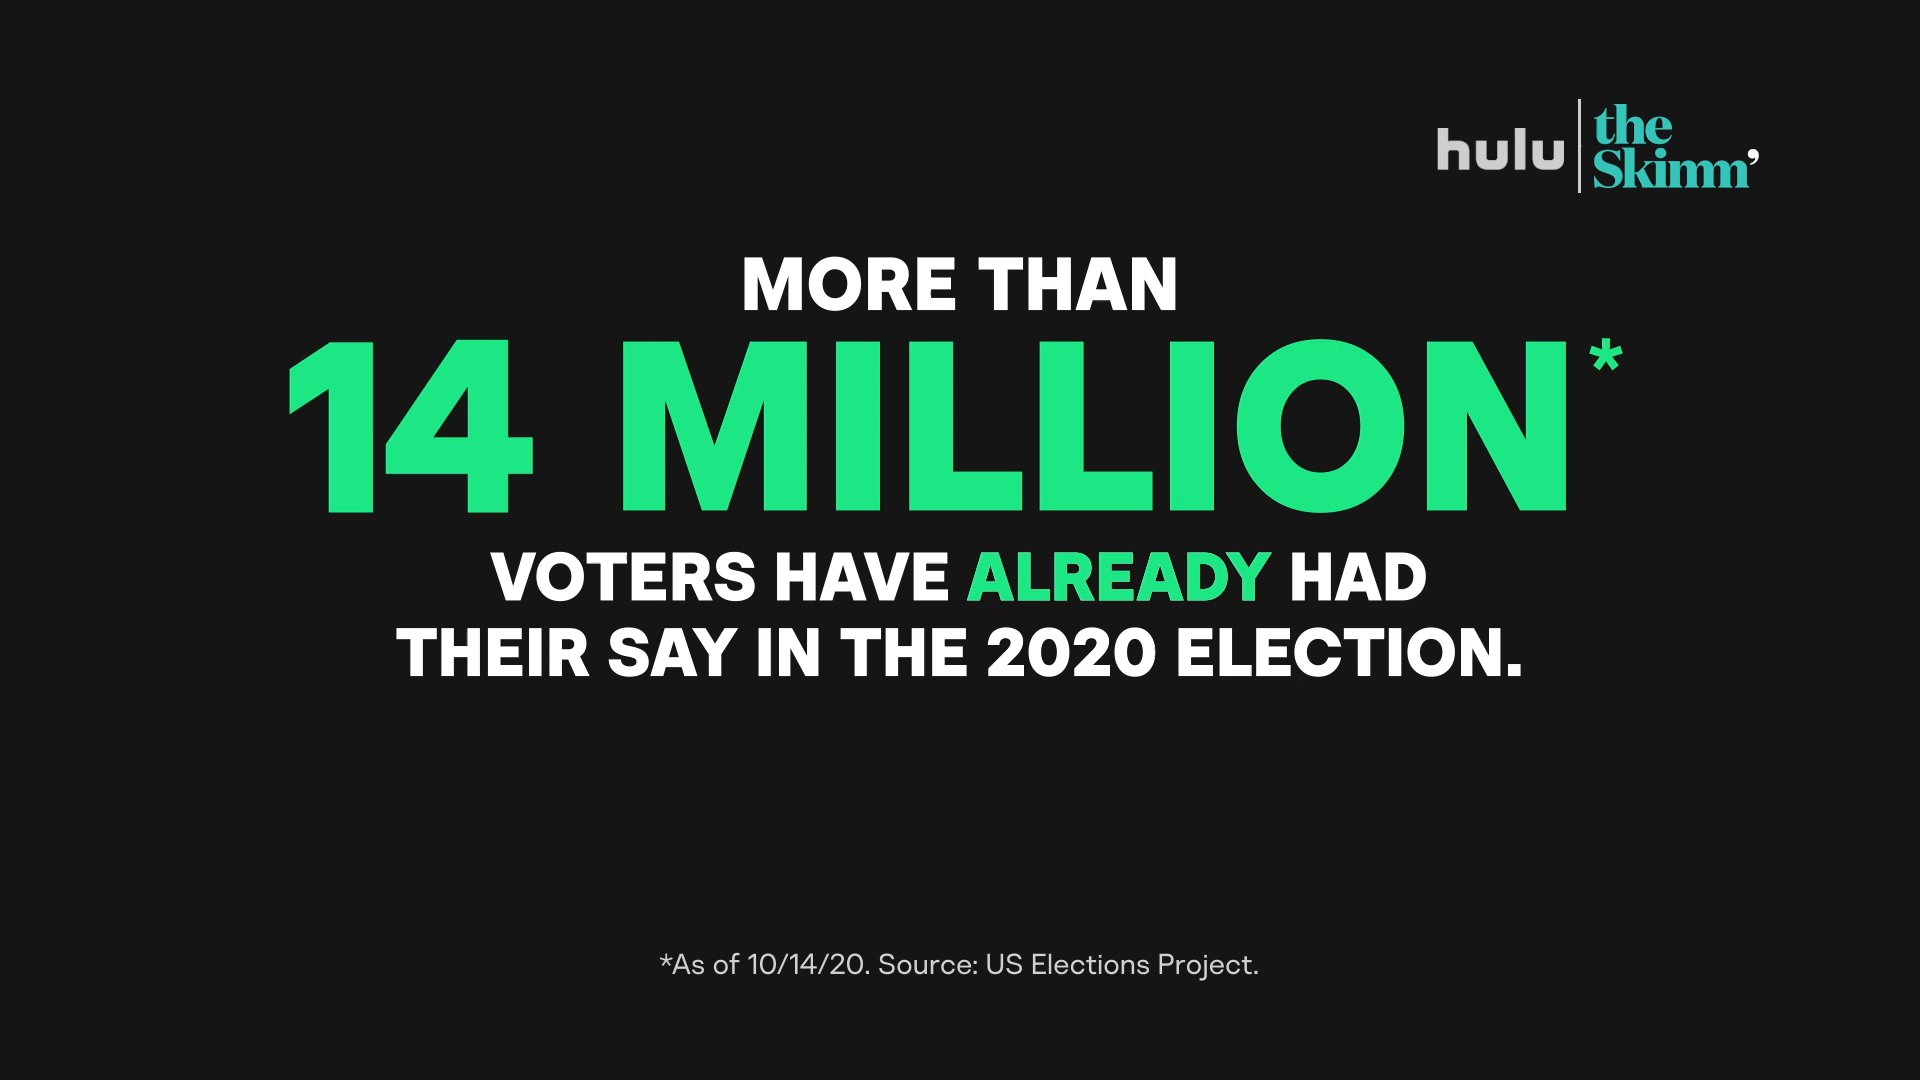 hulu
the
Skimm'
MORE THAN
14 MILLION*
VOTERS HAVE ALREADY HAD
THEIR SAY IN THE 2020 ELECTION.
*As of 10/14/20. Source: US Elections Project.